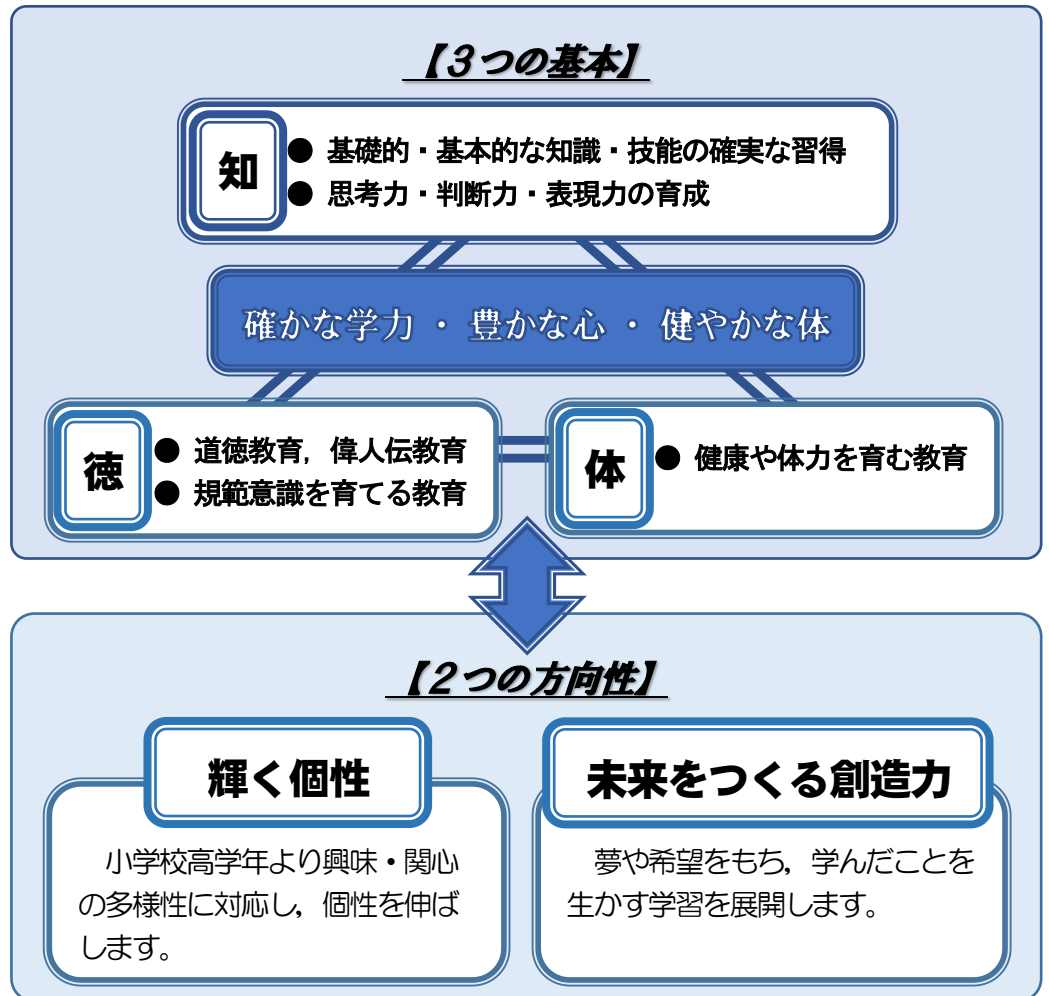 【3つの基本】
知
● 基礎的・基本的な知識・技能の確実な習得
● 思考力・判断力・表現力の育成
確かな学力 ・ 豊かな心 ・ 健やかな体
徳
● 道徳教育，偉人伝教育
● 規範意識を育てる教育
体
● 健康や体力を育む教育
【2つの方向性】
輝く個性
小学校高学年より興味・関心
の多様性に対応し，個性を伸ば
します。
未来をつくる創造力
夢や希望をもち，学んだことを
生かす学習を展開します。